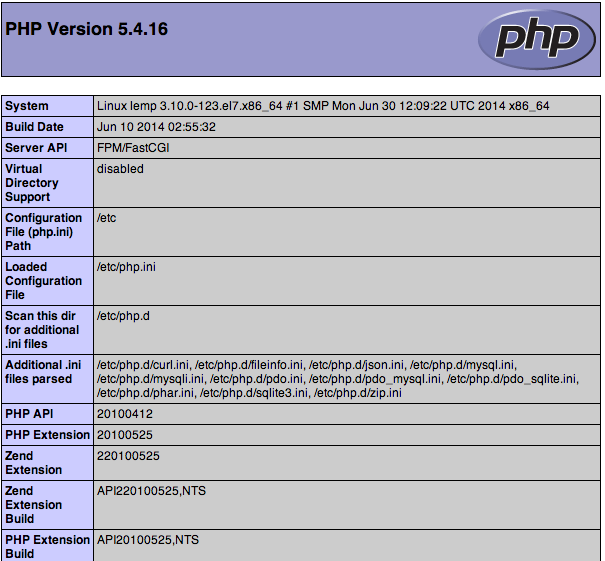 PHP Version 5.4.16
php
System
Linux lemp 3.10.0-123.el7.x86_64 #1 SMP Mon Jun 30 12:09:22 UTC 2014 x86_64
Build Date
Jun 10 2014 02:55:32
Server API
FPM/FastCGI
Virtual
Directory
Support
disabled
Configuration
File (php.ini)
Path
/etc
Loaded
Configuration
File
/etc/php.ini
Scan this dir
for additional
.ini files
/etc/php.d
Additional .ini
files parsed
/etc/php.d/curl.ini, /etc/php.d/fileinfo.ini, /etc/php.d/json.ini, /etc/php.d/mysql.ini,
/etc/php.d/mysqli.ini, /etc/php.d/pdo.ini, /etc/php.d/pdo_mysql.ini, /etc/php.d/pdo_sqlite.ini,
/etc/php.d/phar.ini, /etc/php.d/sqlite3.ini, /etc/php.d/zip.ini
PHP API
20100412
PHP Extension
20100525
Zend
Extension
220100525
Zend
Extension
Build
API220100525,NTS
PHP Extension
Build
API20100525,NTS